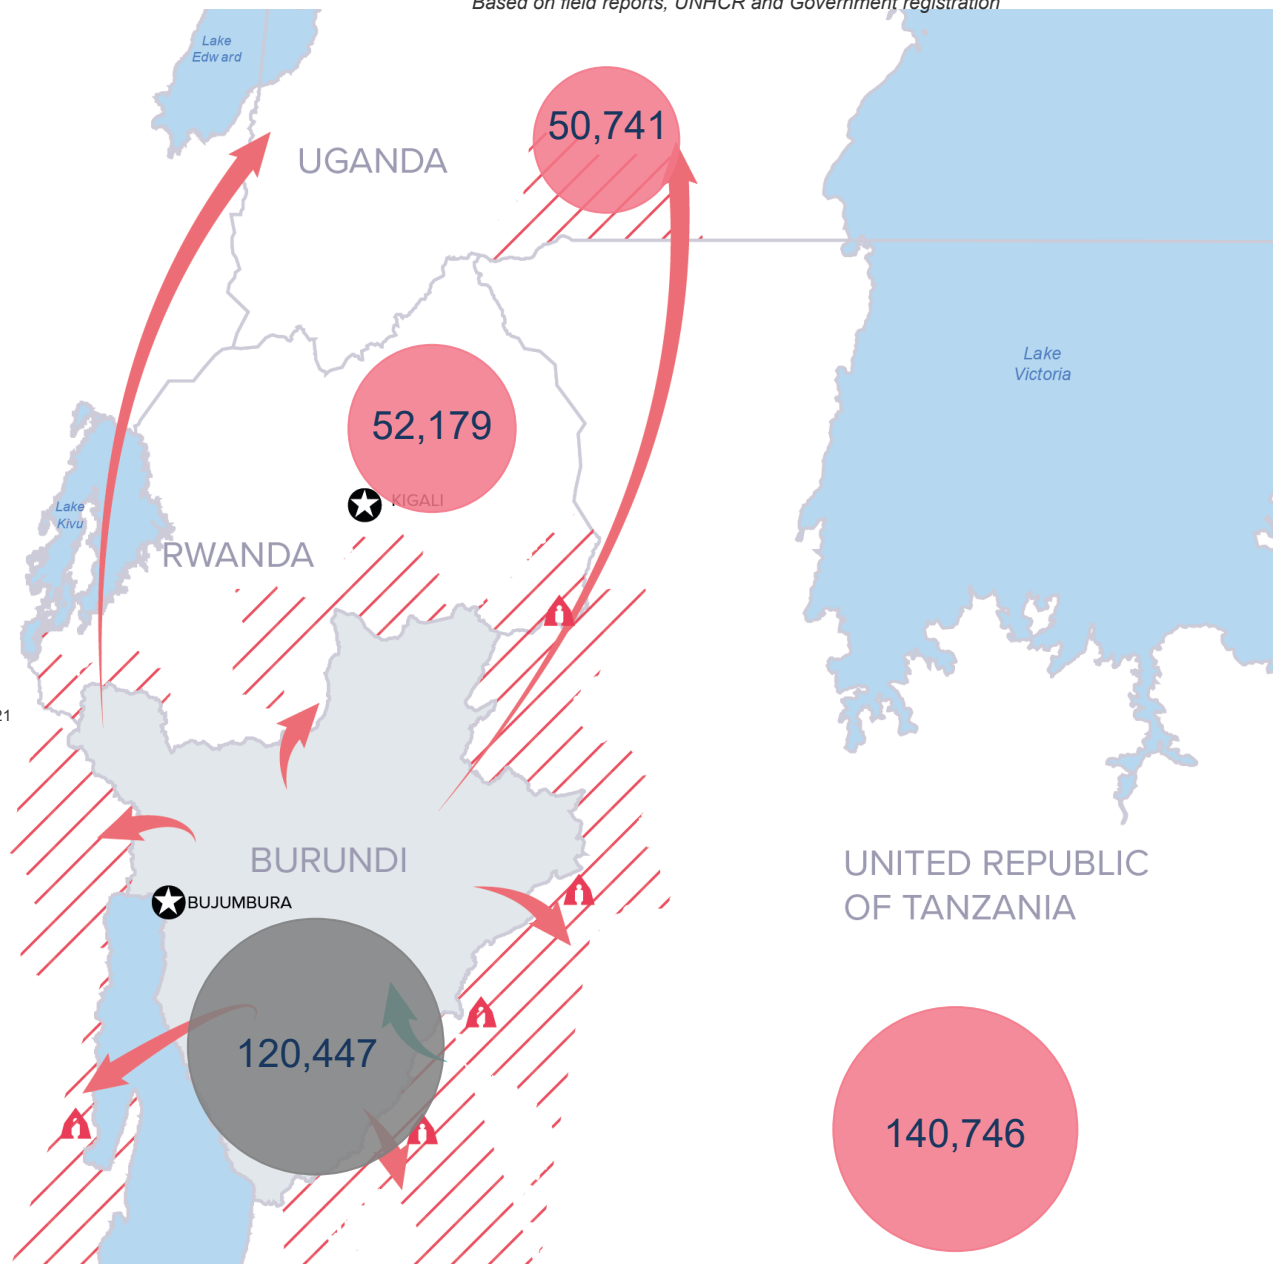 Based on field reports, UNHCR and Government registration
Lake
Edward
50,741
UGANDA
Lake
Victoria
52,179
KIGALI
Lake
Kivu
RWANDA
21
BURUNDI
UNITED REPUBLIC
OF TANZANIA
BUJUMBURA
120,447
140,746